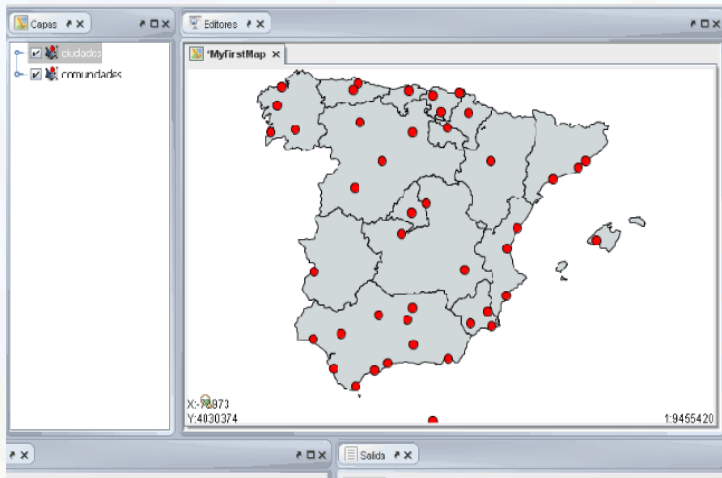 Capas
Editores
*MyFirstMap
ciudades
comunidades
Y:4030374
1:9455420
Salida